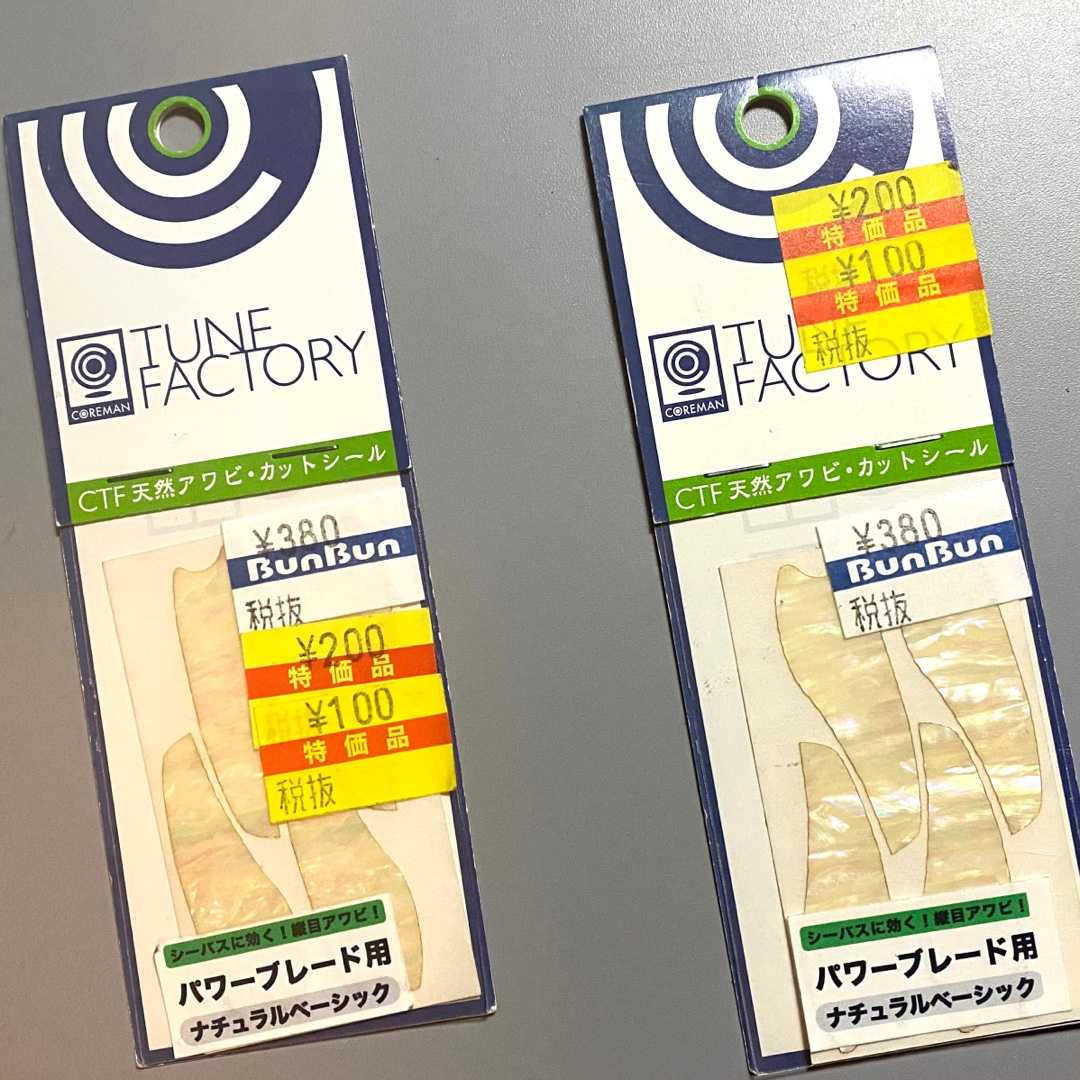 TUNE
FACTORY
COREMAN
CTF 天然アワビ・カットシール
¥380
BunBun
税抜
¥200
特価品
¥100
特価品
税抜
シーバスに効く！縦目アワビ！
パワーブレード用
ナチュラルベーシック
¥200
特価品
¥100
特価品
税抜
TU
FACTORY
COREMAN
CTF 天然アワビ・カットシール
¥380
BunBun
税抜
シーバスに効く！縦目アワビ！
パワーブレード用
ナチュラルベーシック